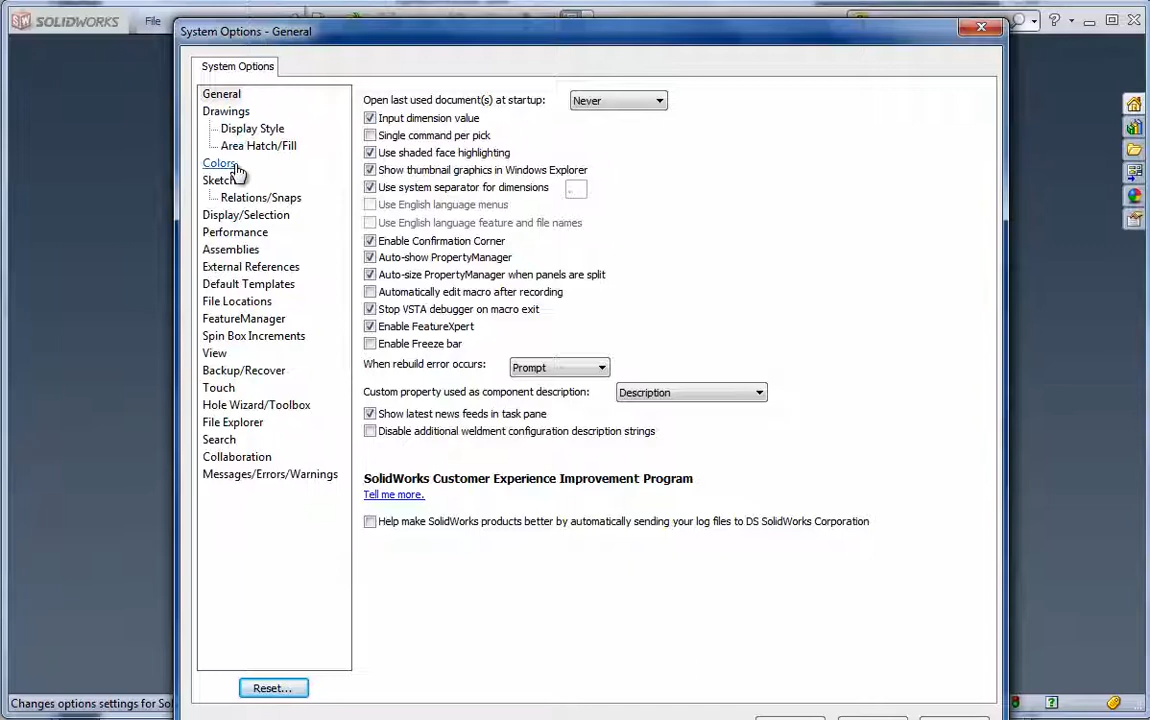 SOLIDWORKS
File
System Options - General
System Options
General
Drawings
Display Style
Area Hatch/Fill
Colors
Sketch
Relations/Snaps
Display/Selection
Performance
Assemblies
External References
Default Templates
File Locations
FeatureManager
Spin Box Increments
View
Backup/Recover
Touch
Hole Wizard/Toolbox
File Explorer
Search
Collaboration
Messages/Errors/Warnings
Reset...
Open last used document(s) at startup: Never
Input dimension value
Single command per pick
Use shaded face highlighting
Show thumbnail graphics in Windows Explorer
Use system separator for dimensions .
Use English language menus
Use English language feature and file names
Enable Confirmation Corner
Auto-show PropertyManager
Auto-size PropertyManager when panels are split
Automatically edit macro after recording
Stop VSTA debugger on macro exit
Enable FeatureXpert
Enable Freeze bar
When rebuild error occurs: Prompt
Custom property used as component description: Description
Show latest news feeds in task pane
Disable additional weldment configuration description strings
SolidWorks Customer Experience Improvement Program
Tell me more.
Help make SolidWorks products better by automatically sending your log files to DS SolidWorks Corporation
Changes options settings for Sol